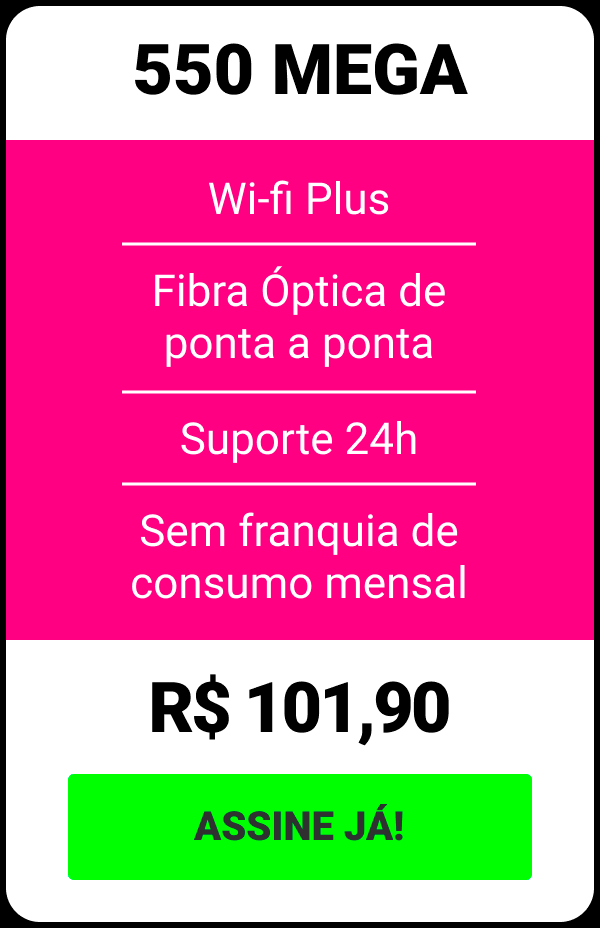 550 MEGA
Wi-fi Plus
Fibra Óptica de
ponta a ponta
Suporte 24h
Sem franquia de
consumo mensal
R$ 101,90
ASSINE JÁ!